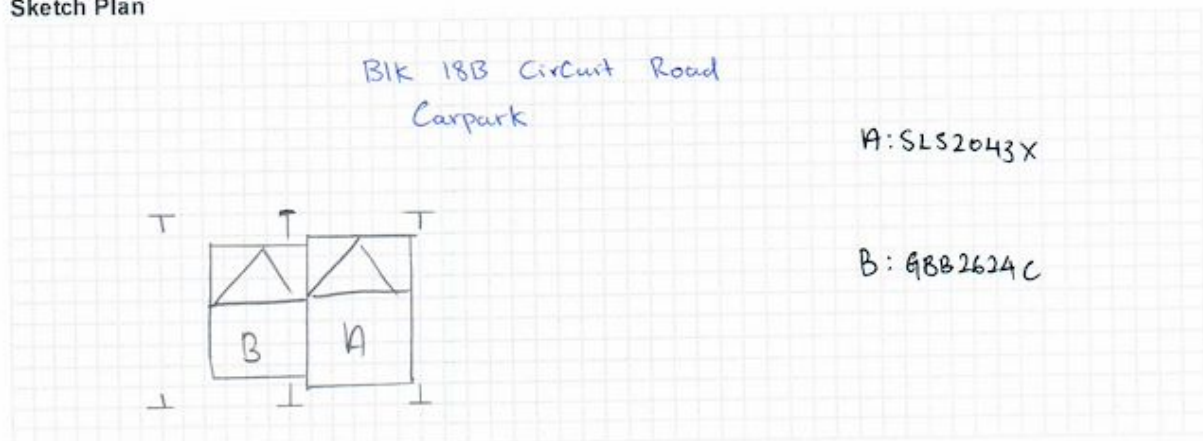 Sketch Plan
Blk 18B Circuit Road
Carpark
A: SLS2043X
B: GBB2624C
B
A